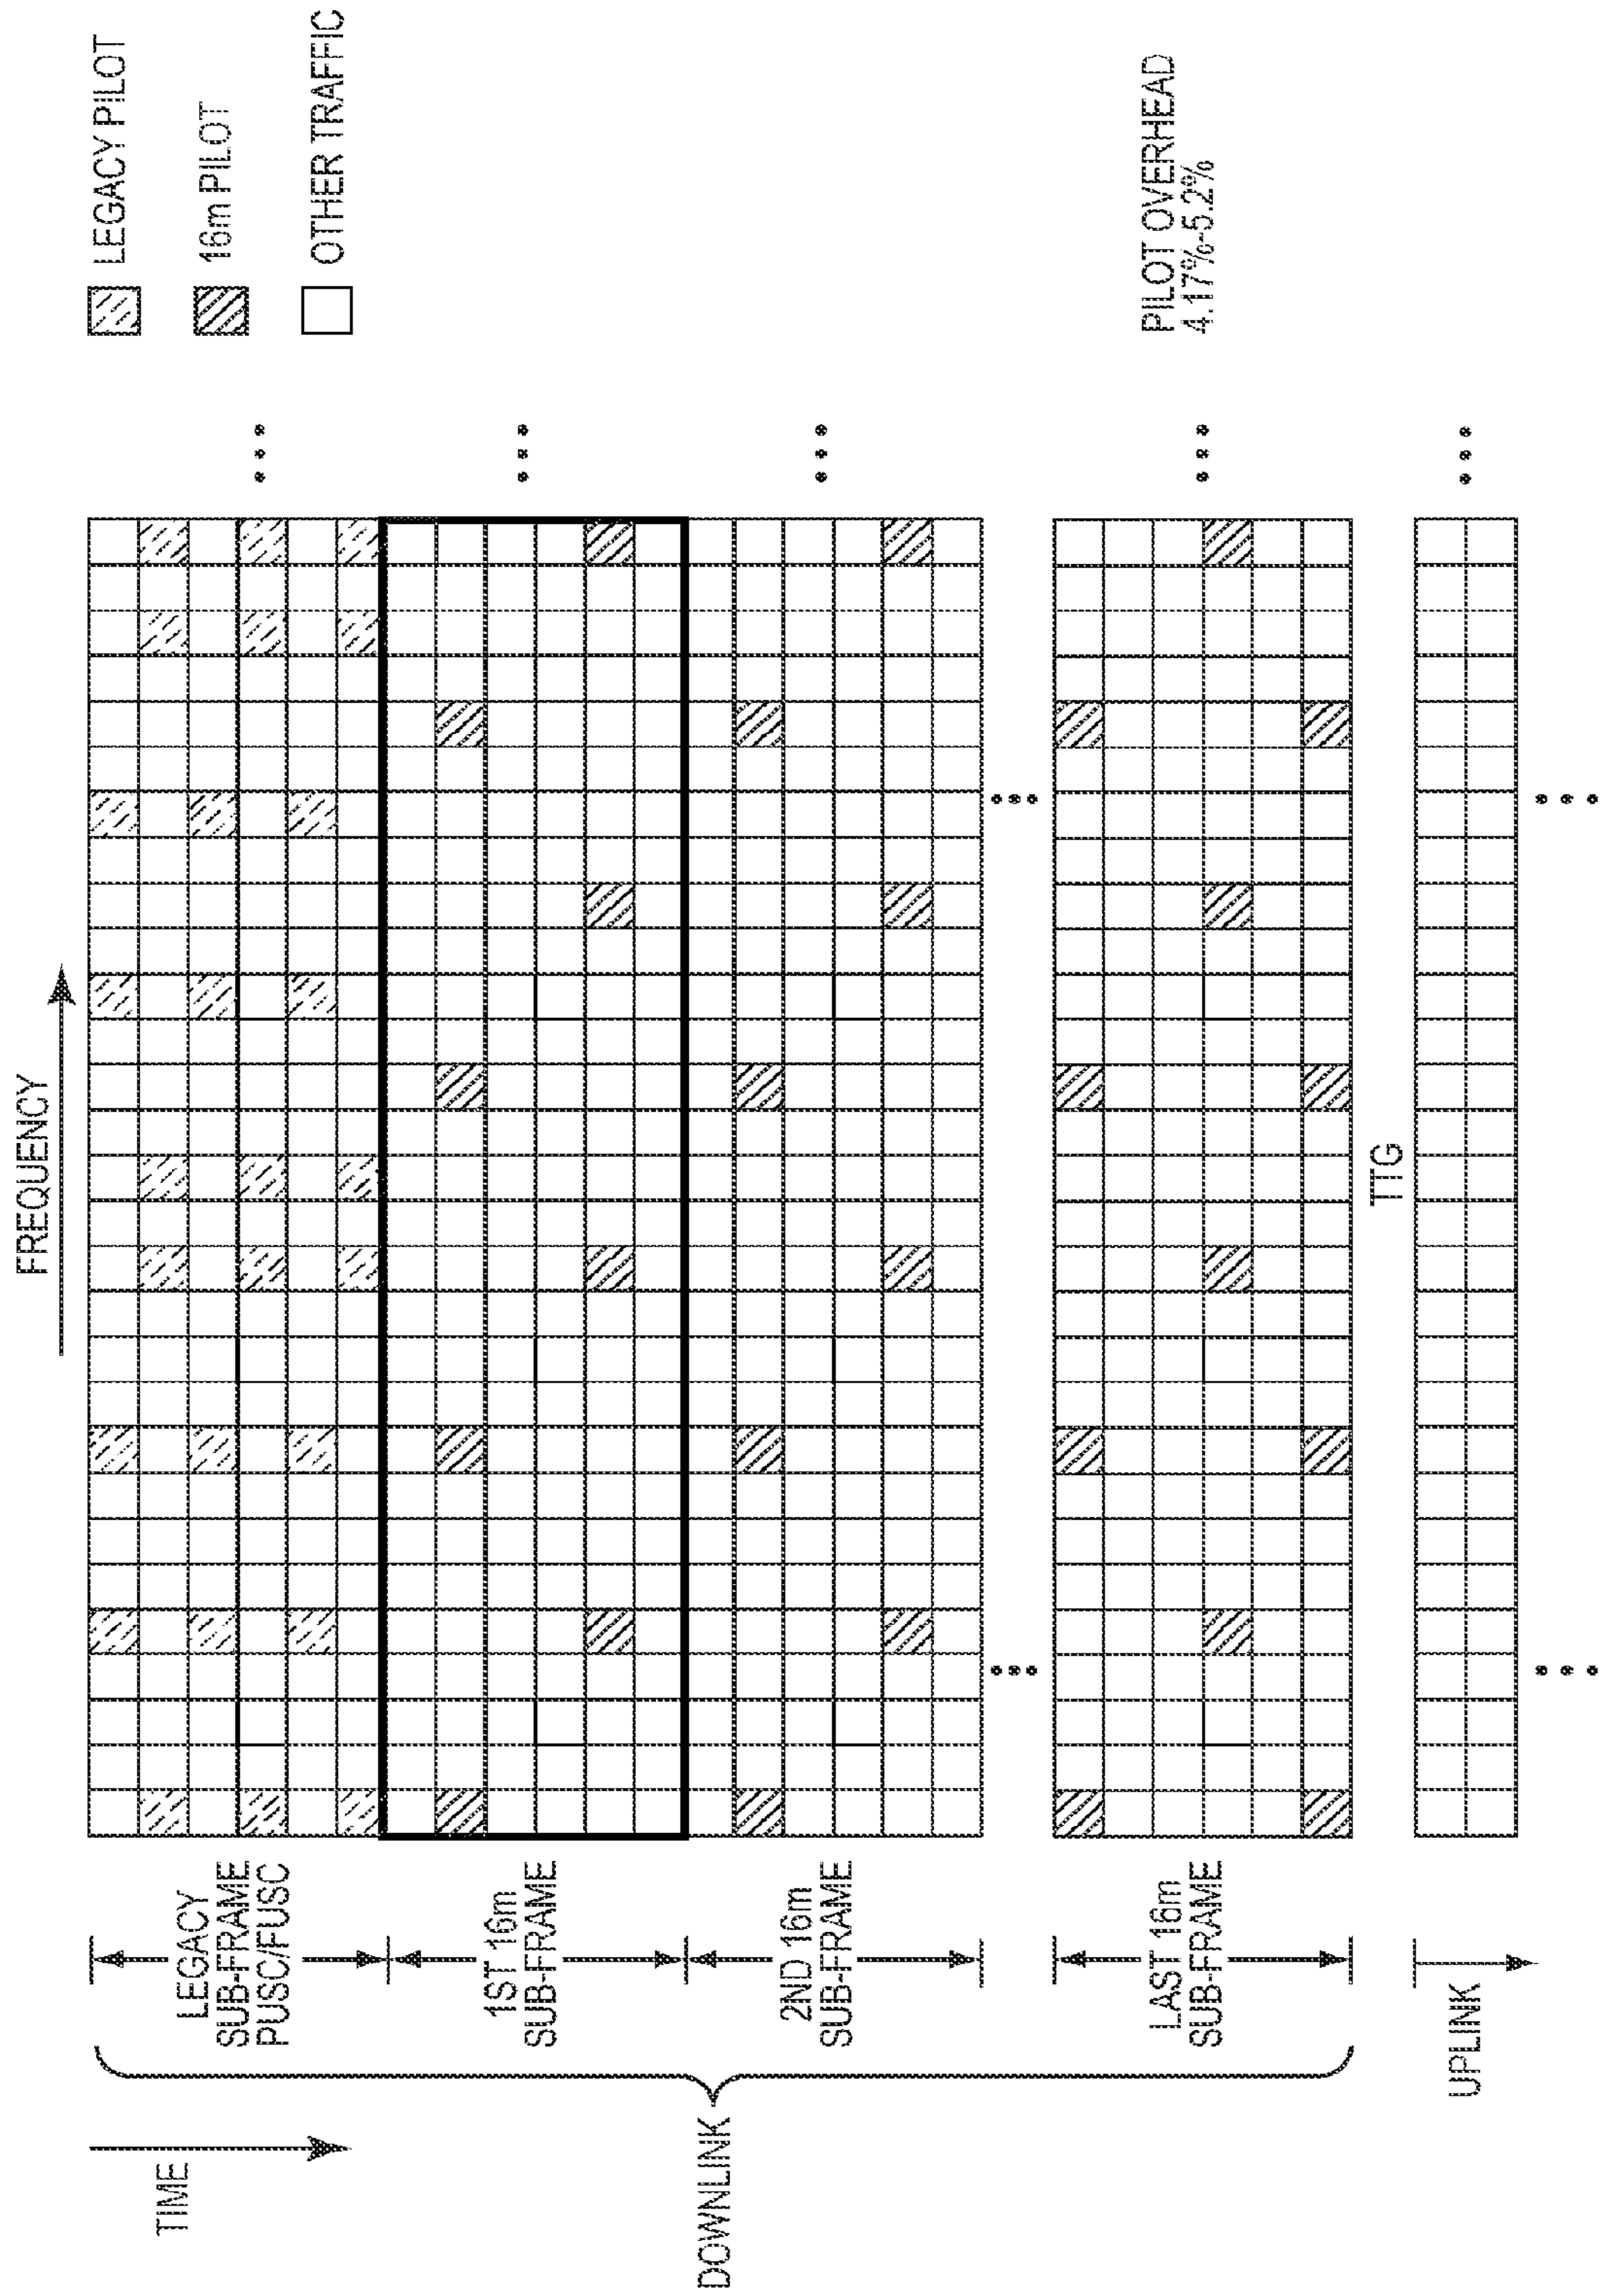 FREQUENCY
TIME
LEGACY PILOT
16m PILOT
OTHER TRAFFIC
DOWNLINK
LEGACY
SUB-FRAME
PUSC/FUSC
1ST 16m
SUB-FRAME
2ND 16m
SUB-FRAME
LAST 16m
SUB-FRAME
PILOT OVERHEAD
4.17%-5.2%
TTG
UPLINK